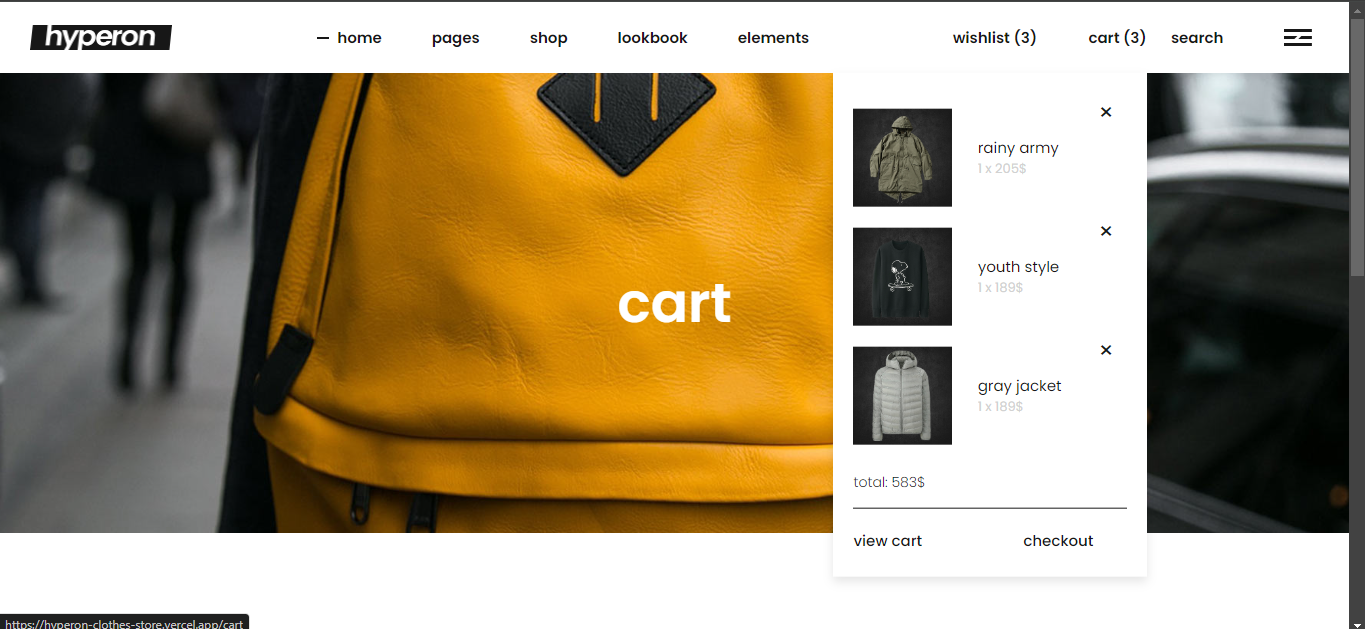 hyperon
home
pages
shop
lookbook
elements
wishlist (3)
cart (3)
search
cart
rainy army
1 x 205$
youth style
1 x 189$
gray jacket
1 x 189$
total: 583$
view cart
checkout
https://hyperon-clothes-store.vercel.app/cart